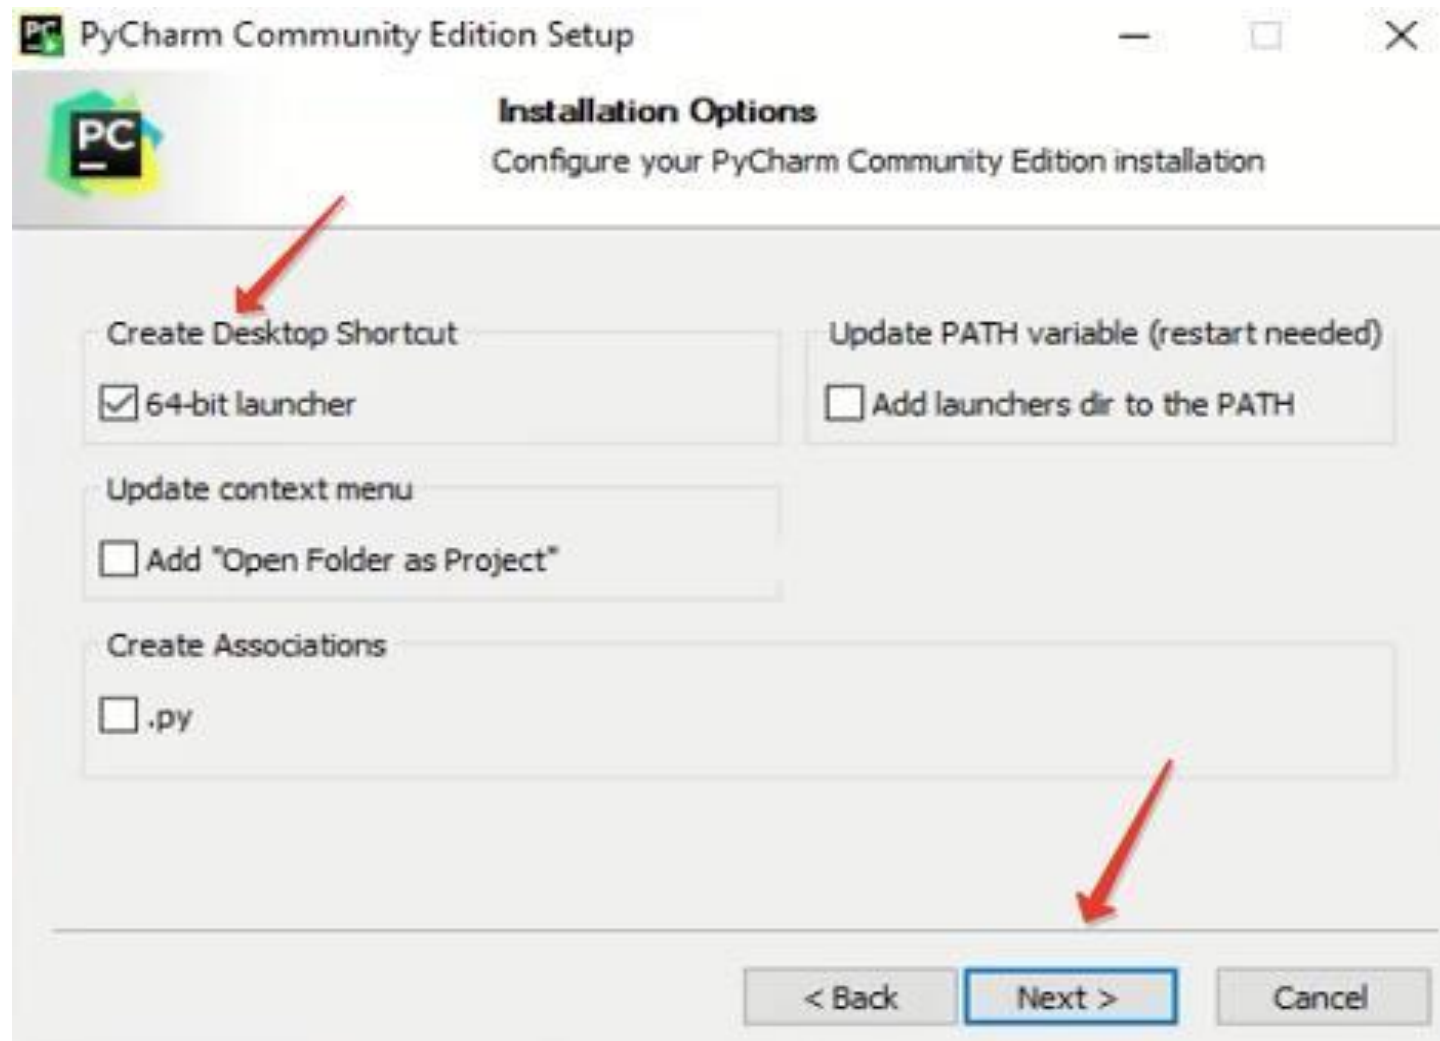 PyCharm Community Edition Setup
PC
Installation Options
Configure your PyCharm Community Edition installation
Create Desktop Shortcut
64-bit launcher
Update PATH variable (restart needed)
Add launchers dir to the PATH
Update context menu
Add "Open Folder as Project"
Create Associations
.py
< Back
Next >
Cancel